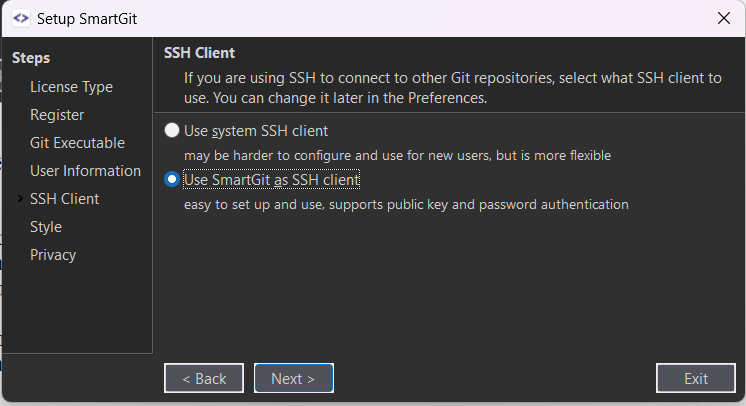 Setup SmartGit
Steps
License Type
Register
Git Executable
User Information
SSH Client
Style
Privacy
SSH Client
If you are using SSH to connect to other Git repositories, select what SSH client to
use. You can change it later in the Preferences.
Use system SSH client
may be harder to configure and use for new users, but is more flexible
Use SmartGit as SSH client
easy to set up and use, supports public key and password authentication
< Back
Next >
Exit